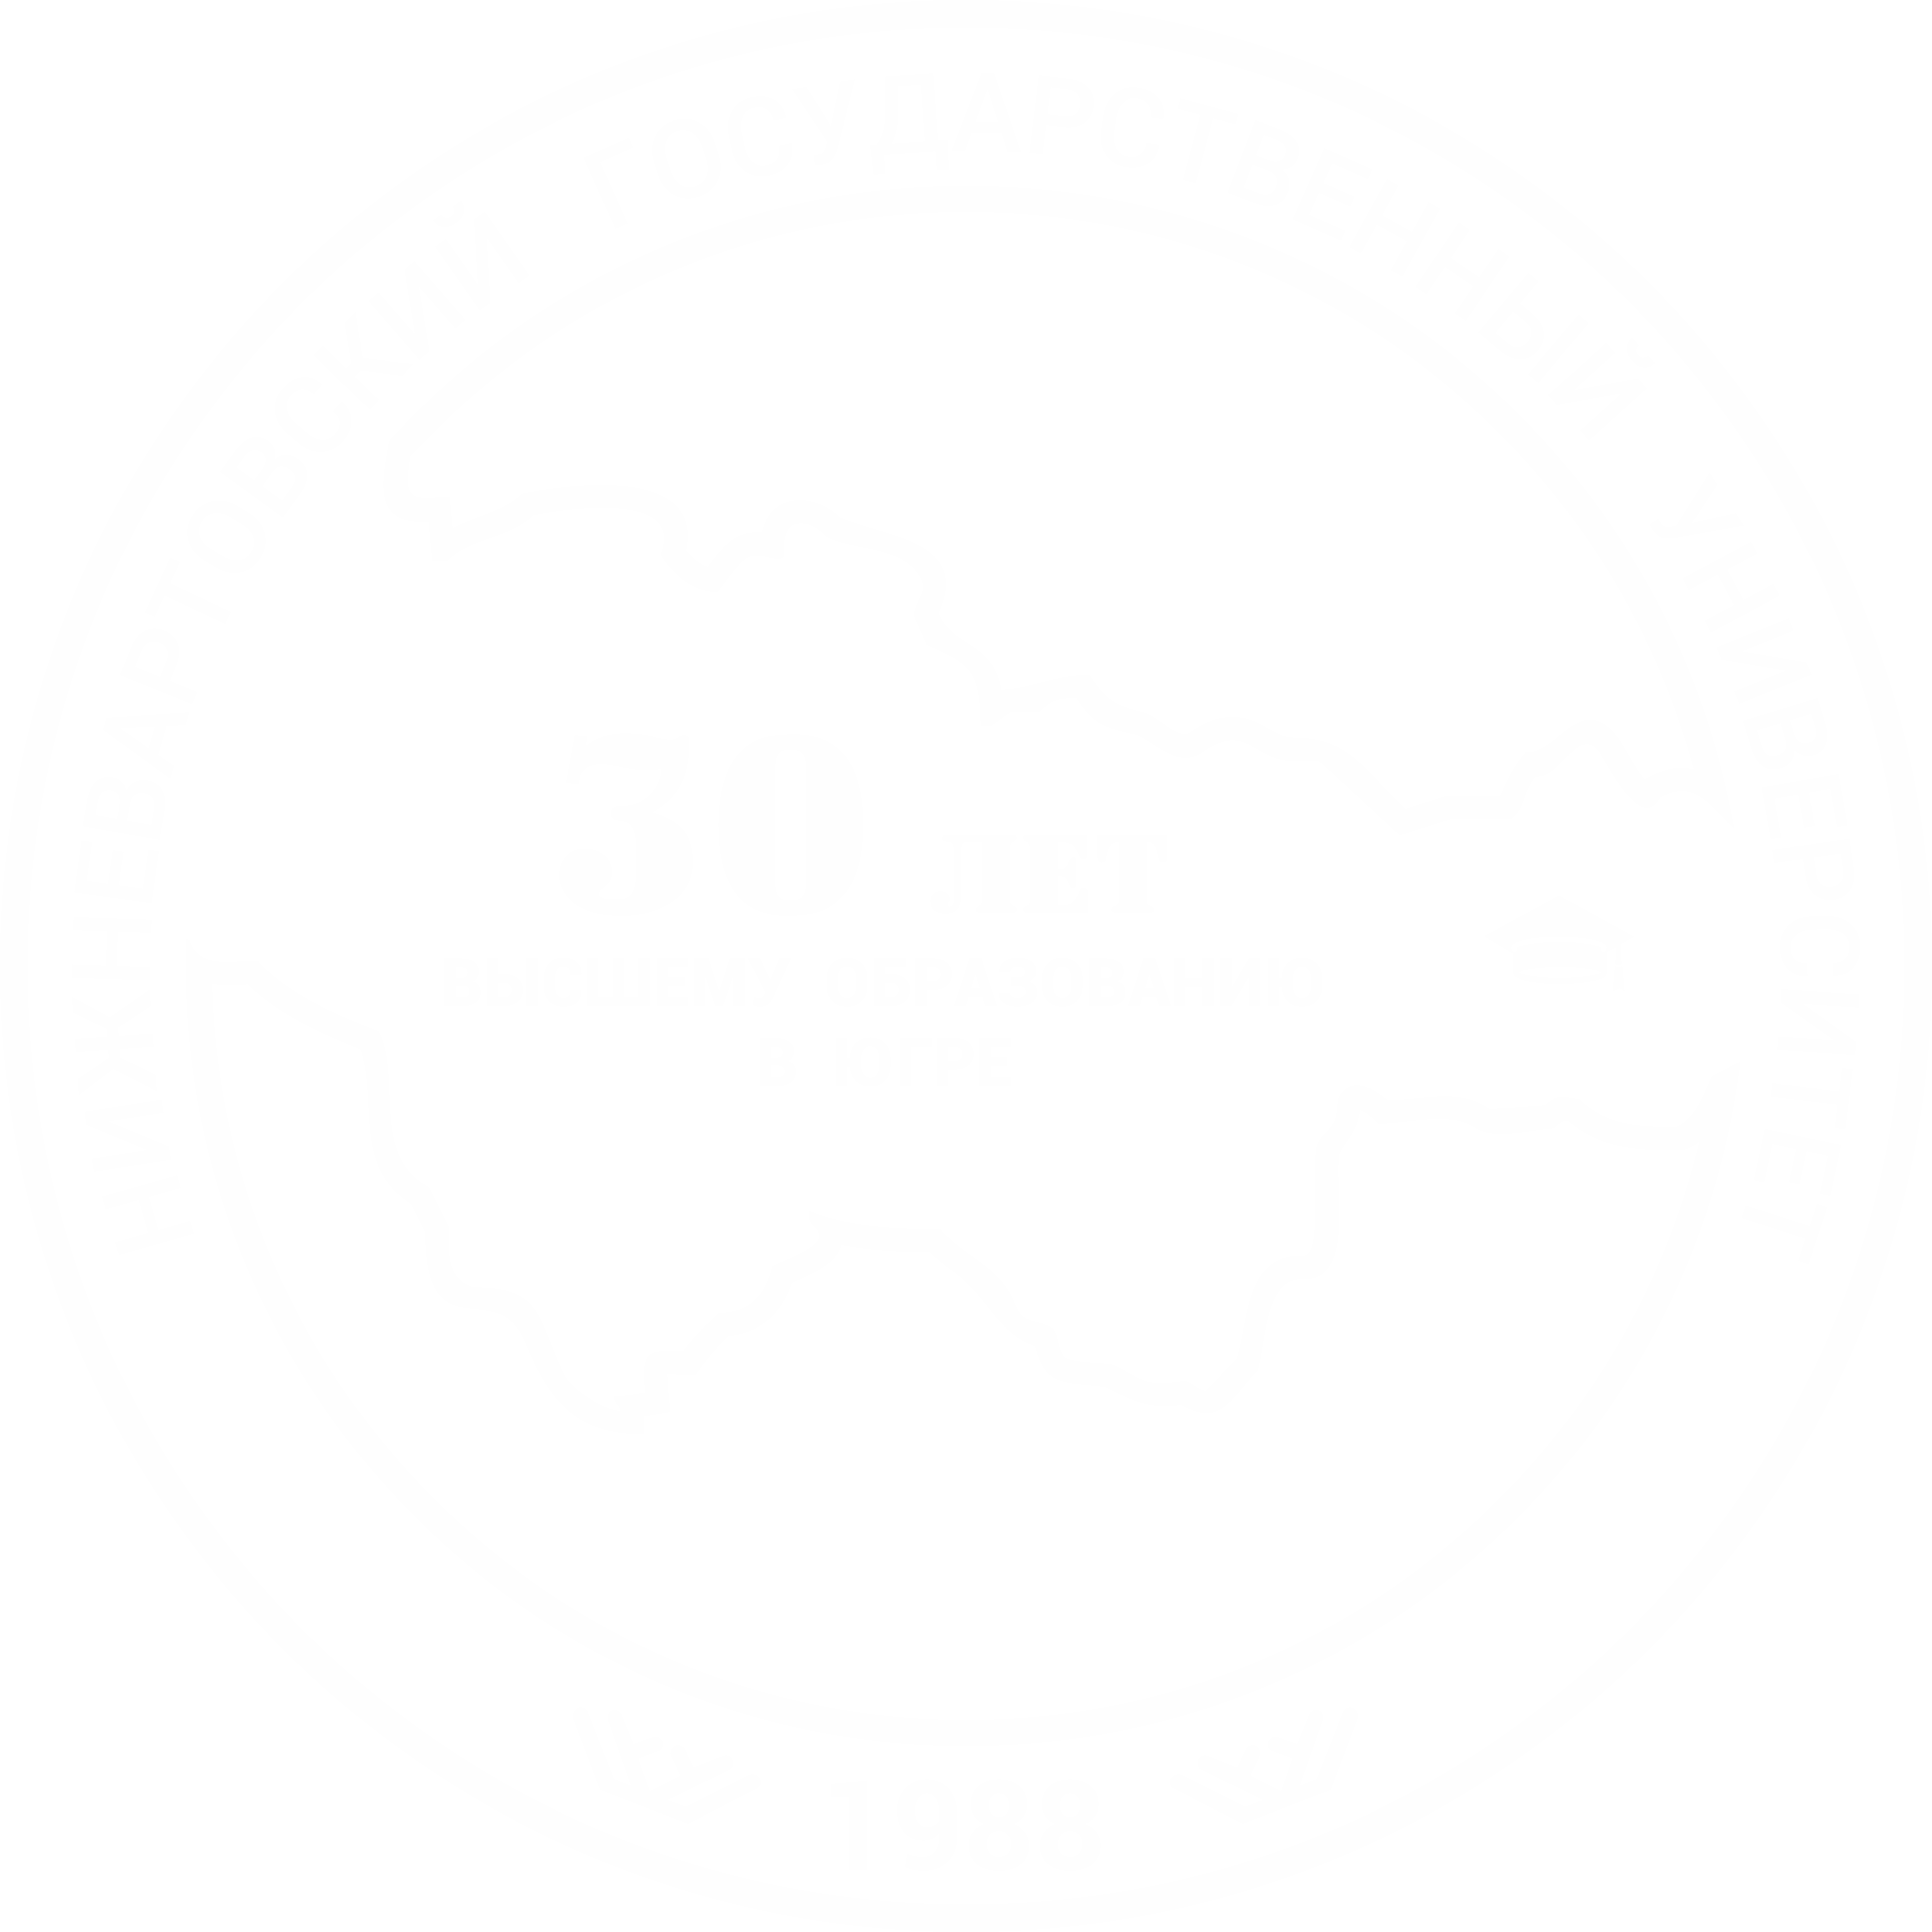 НИЖНЕВАРТОВСКИЙ ГОСУДАРСТВЕННЫЙ УНИВЕРСИТЕТ
30 ЛЕТ
ВЫСШЕМУ ОБРАЗОВАНИЮ
В ЮГРЕ
1988